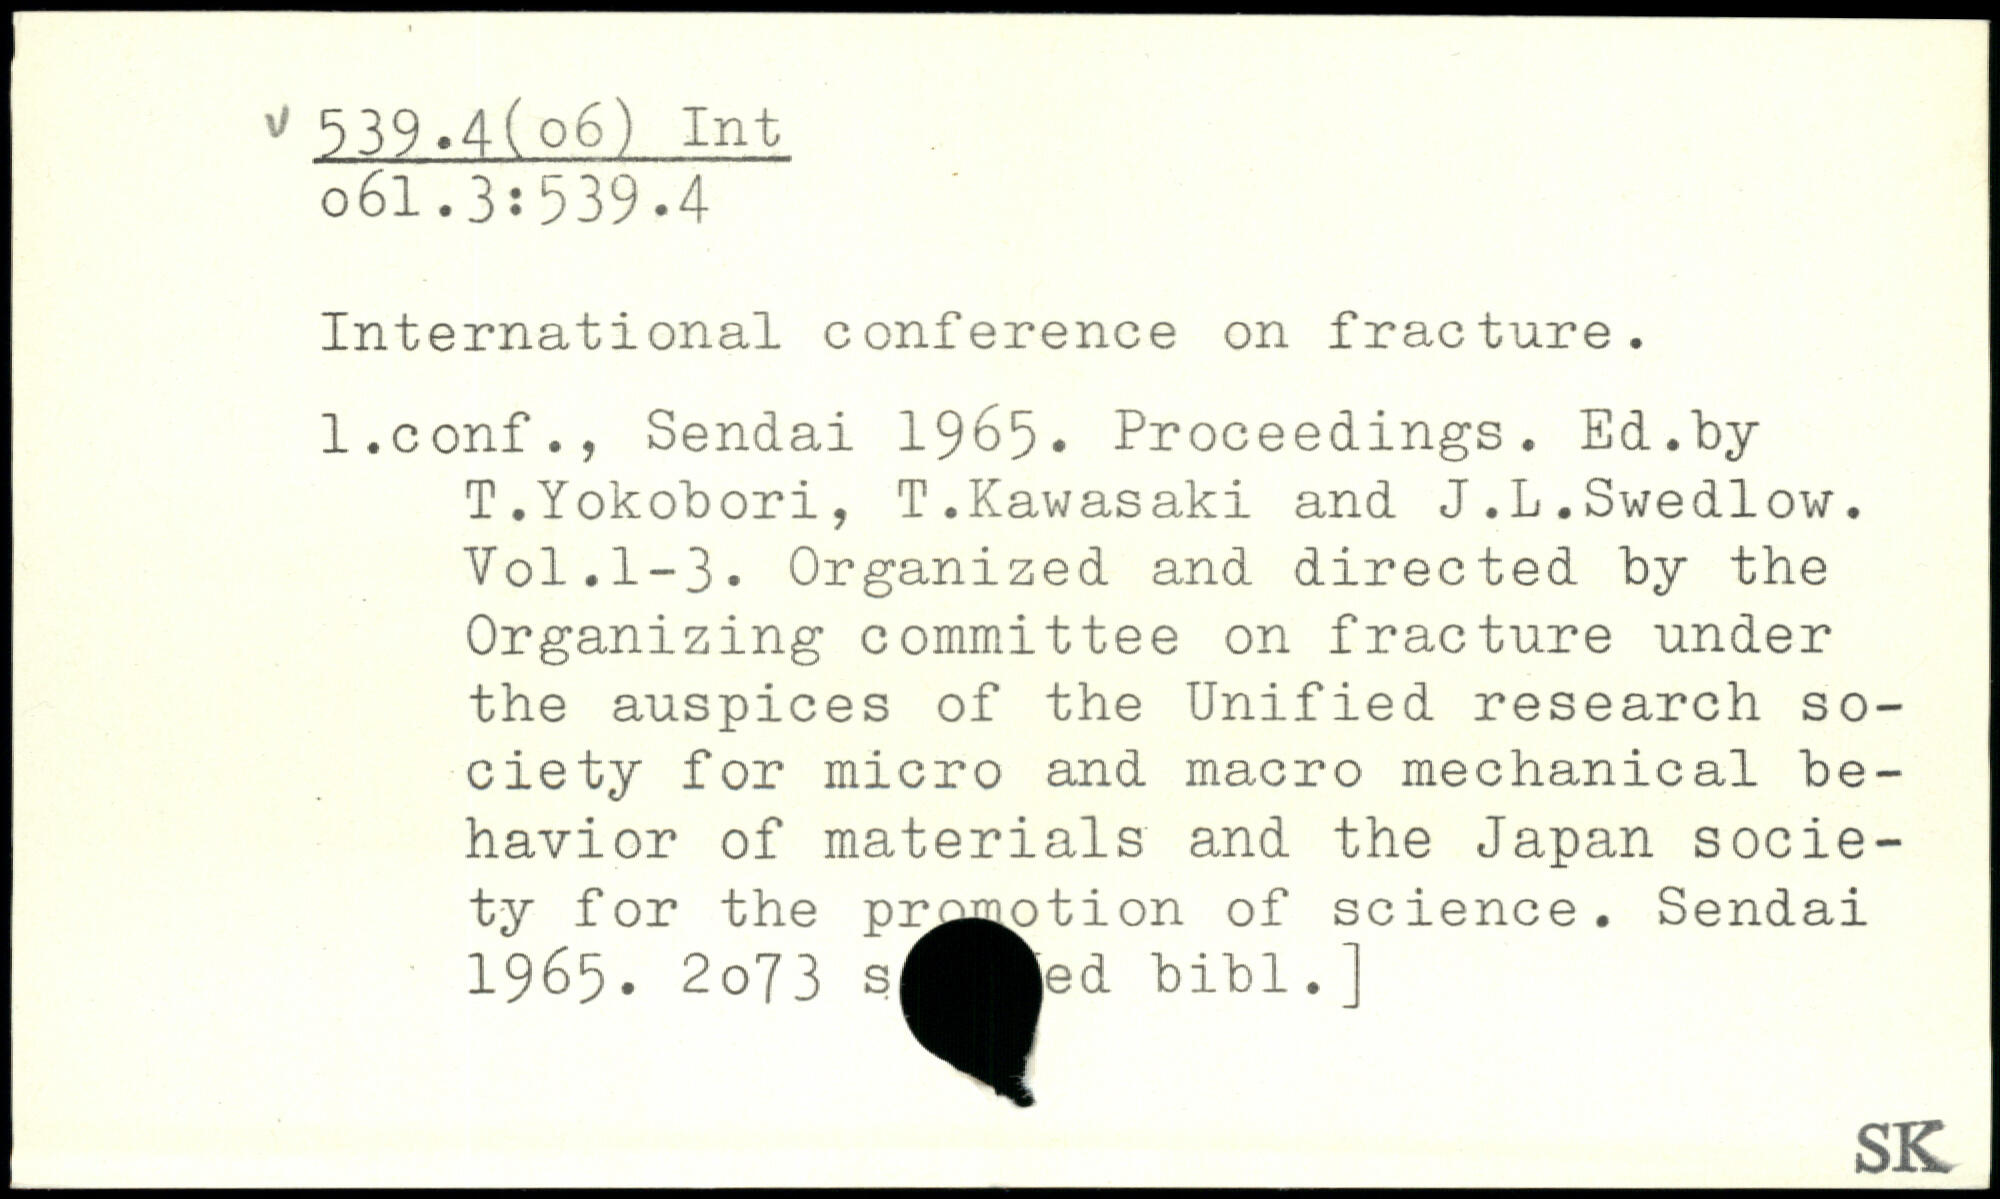 v 539.4(o6) Int
o61.3:539.4
International conference on fracture.
1.conf., Sendai 1965. Proceedings. Ed.by
T.Yokobori, T.Kawasaki and J.L.Swedlow.
Vol.1-3. Organized and directed by the
Organizing committee on fracture under
the auspices of the Unified research so-
ciety for micro and macro mechanical be-
havior of materials and the Japan socie-
ty for the promotion of science. Sendai
1965. 2o73 s ed bibl.]
SK